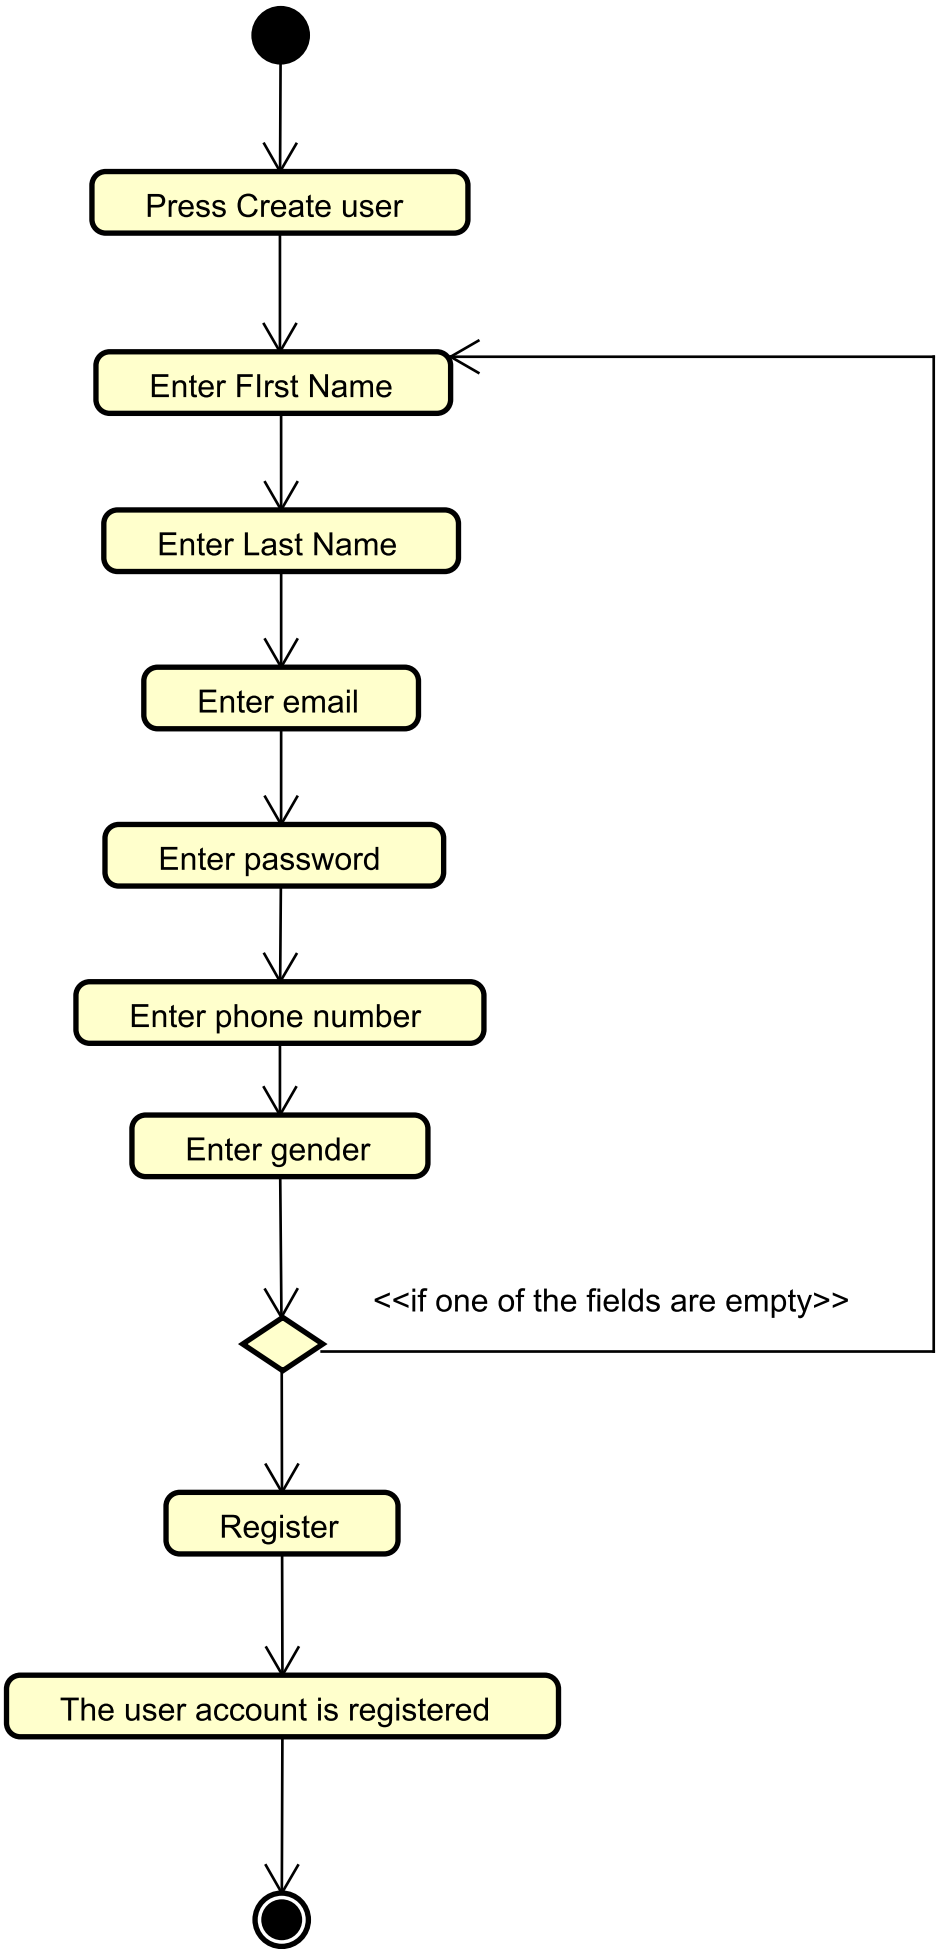 Press Create user
Enter FIrst Name
Enter Last Name
Enter email
Enter password
Enter phone number
Enter gender
<<if one of the fields are empty>>
Register
The user account is registered